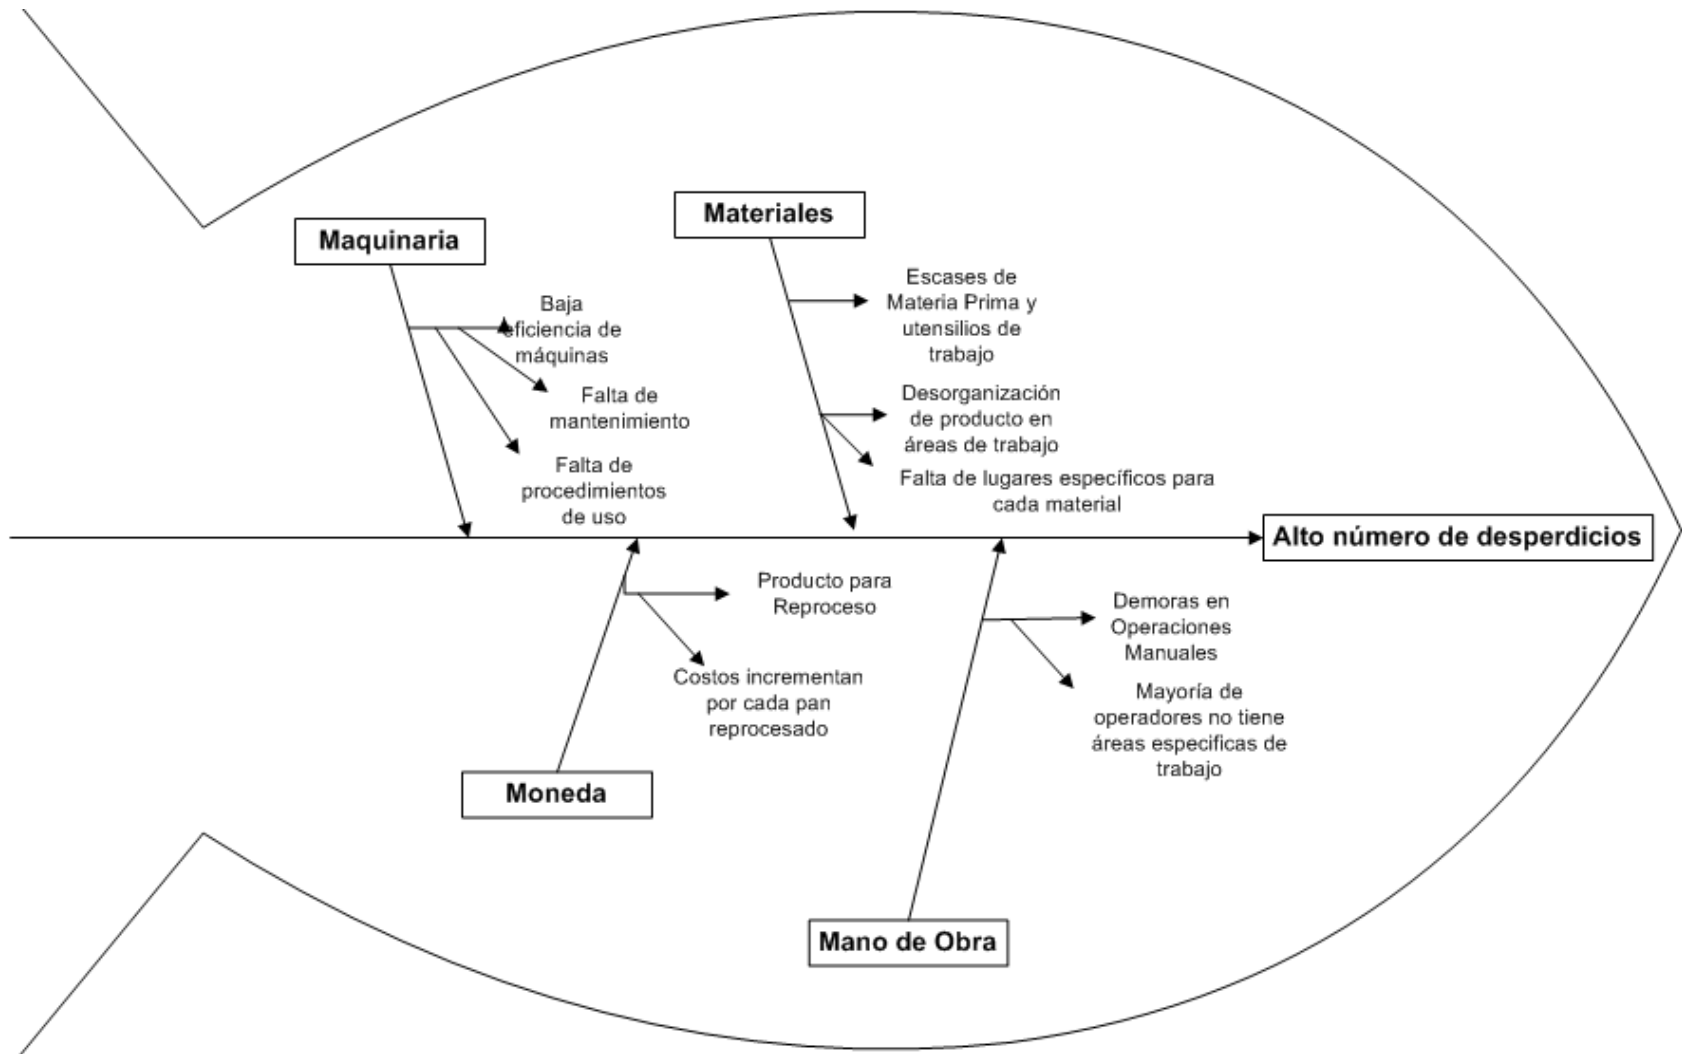 Maquinaria
Baja
eficiencia de
máquinas
Falta de
mantenimiento
Falta de
procedimientos
de uso
Materiales
Escases de
Materia Prima y
utensilios de
trabajo
Desorganización
de producto en
áreas de trabajo
Falta de lugares específicos para
cada material
Alto número de desperdicios
Producto para
Reproceso
Costos incrementan
por cada pan
reprocesado
Moneda
Demoras en
Operaciones
Manuales
Mayoría de
operadores no tiene
áreas especificas de
trabajo
Mano de Obra